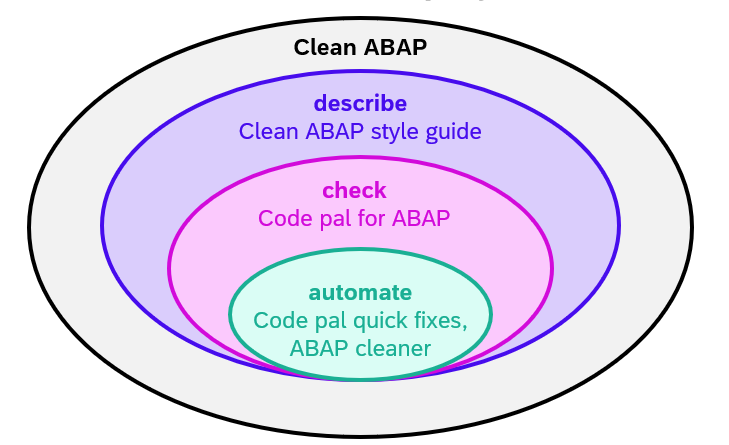 Clean ABAP
describe
Clean ABAP style guide
check
Code pal for ABAP
automate
Code pal quick fixes,
ABAP cleaner